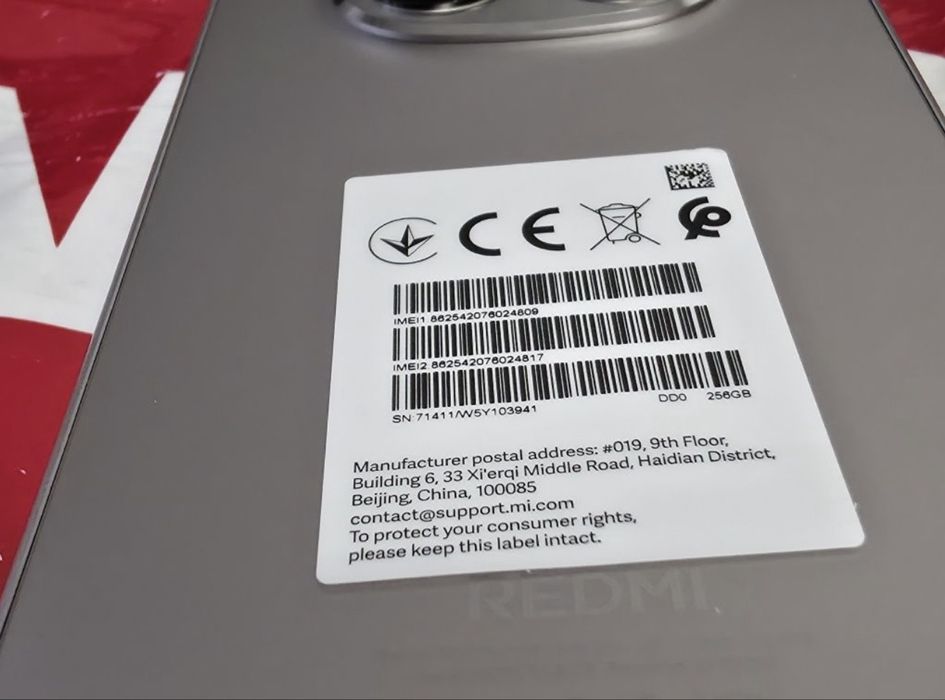 CE
IMEI1 862542076024809
IMEI2 862542076024817
SN:71411/W5Y103941 DD0 256GB
Manufacturer postal address: #019, 9th Floor,
Building 6, 33 Xi'erqi Middle Road, Haidian District,
Beijing, China, 100085
contact@support.mi.com
To protect your consumer rights,
please keep this label intact.
REDMI